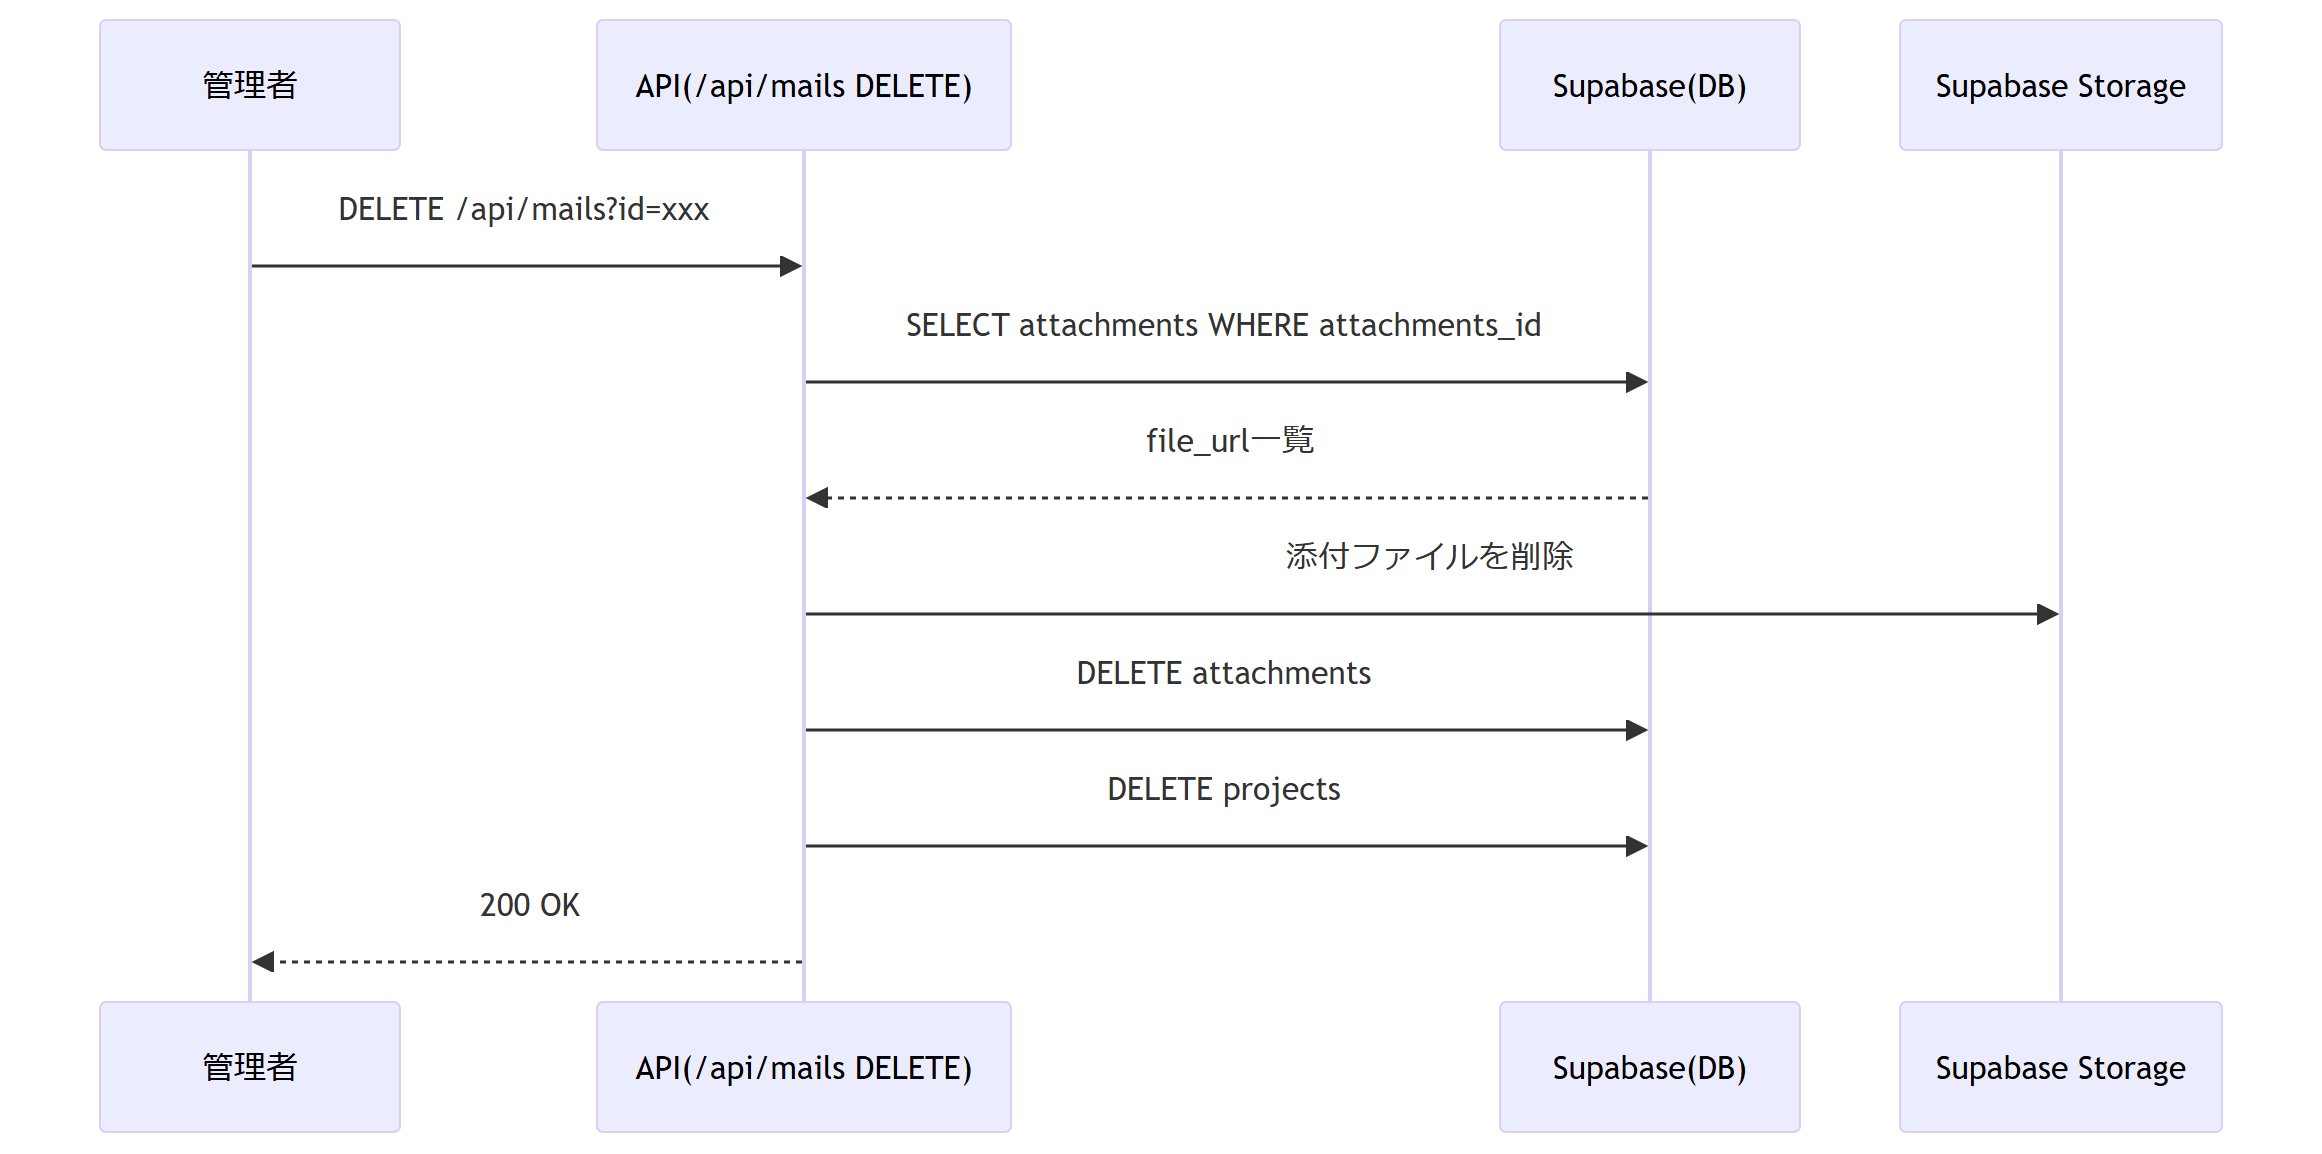 管理者
API(/api/mails DELETE)
Supabase(DB)
Supabase Storage
DELETE /api/mails?id=xxx
SELECT attachments WHERE attachments_id
file_url一覧
添付ファイルを削除
DELETE attachments
DELETE projects
200 OK
管理者
API(/api/mails DELETE)
Supabase(DB)
Supabase Storage